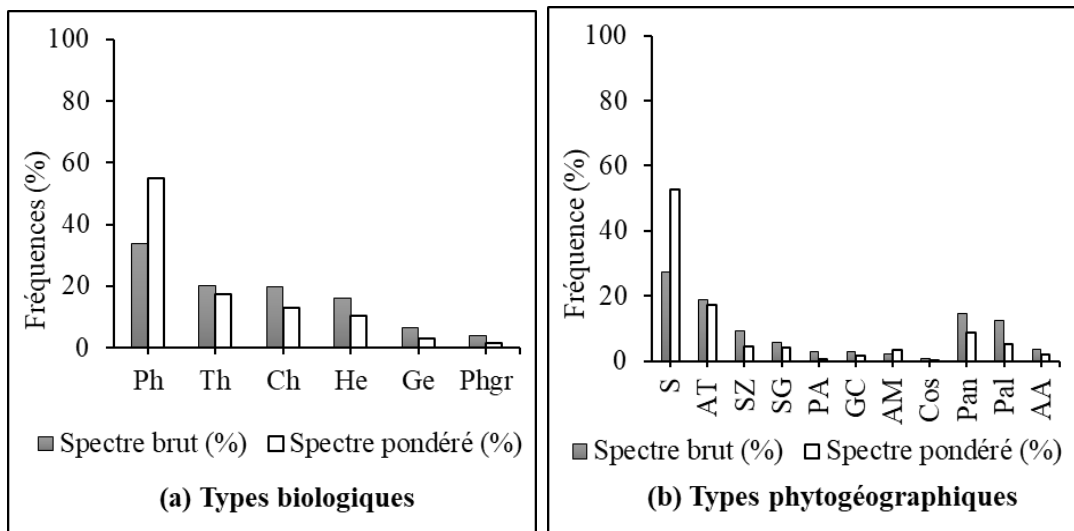 100
80
60
40
20
0
Fréquences (%)
Ph Th Ch He Ge Phgr
Spectre brut (%) Spectre pondéré (%)
(a) Types biologiques
100
80
60
40
20
0
Fréquence (%)
S AT SZ SG PA GC AM Cos Pan Pal AA
Spectre brut (%) Spectre pondéré (%)
(b) Types phytogéographiques